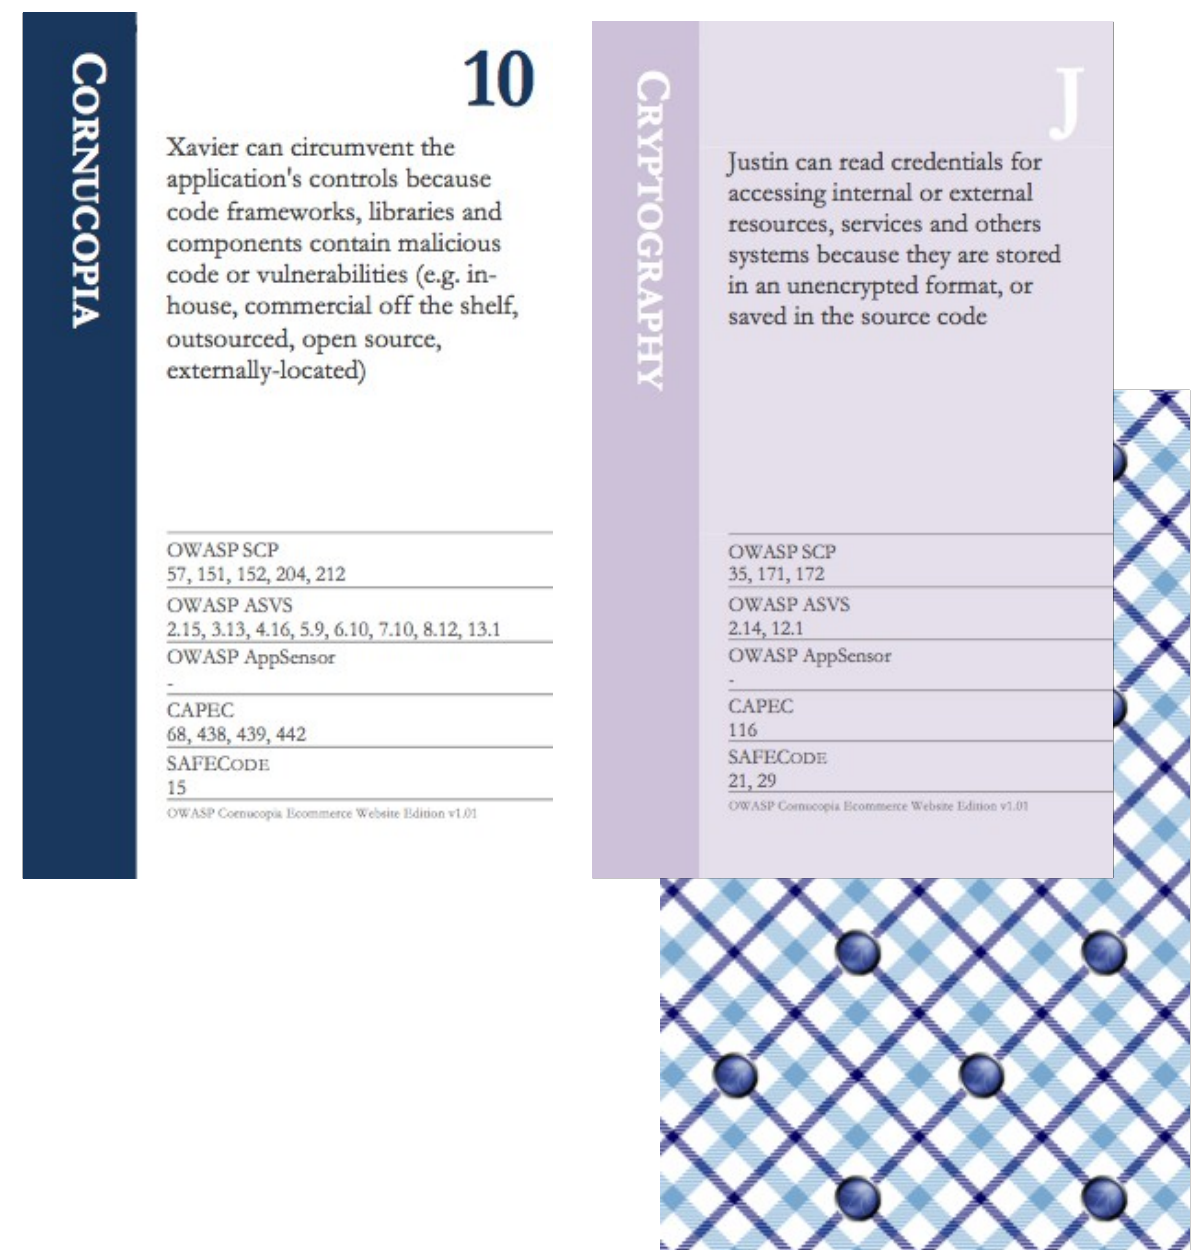 CORNUCOPIA
10
Xavier can circumvent the
application's controls because
code frameworks, libraries and
components contain malicious
code or vulnerabilities (e.g. in-
house, commercial off the shelf,
outsourced, open source,
externally-located)
OWASP SCP
57, 151, 152, 204, 212
OWASP ASVS
2.15, 3.13, 4.16, 5.9, 6.10, 7.10, 8.12, 13.1
OWASP AppSensor
-
CAPEC
68, 438, 439, 442
SAFECODE
15
OWASP Cornucopia Ecommerce Website Edition v1.01
CRYPTOGRAPHY
J
Justin can read credentials for
accessing internal or external
resources, services and others
systems because they are stored
in an unencrypted format, or
saved in the source code
OWASP SCP
35, 171, 172
OWASP ASVS
2.14, 12.1
OWASP AppSensor
-
CAPEC
116
SAFECODE
21, 29
OWASP Cornucopia Ecommerce Website Edition v1.01